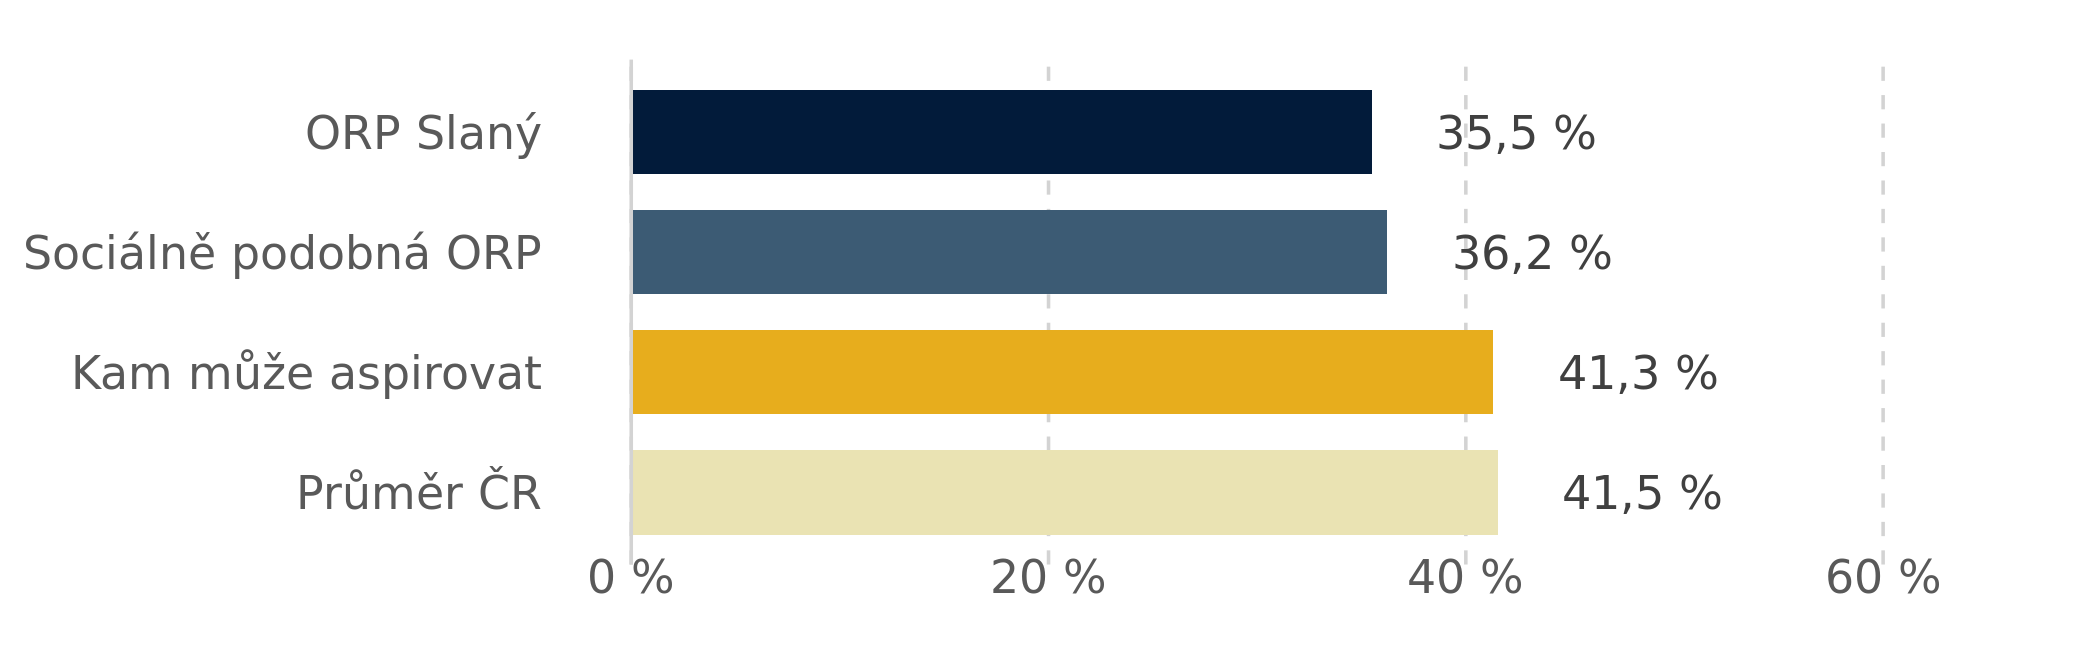 ORP Slaný 35,5 %
Sociálně podobná ORP 36,2 %
Kam může aspirovat 41,3 %
Průměr ČR 41,5 %
0 % 20 % 40 % 60 %